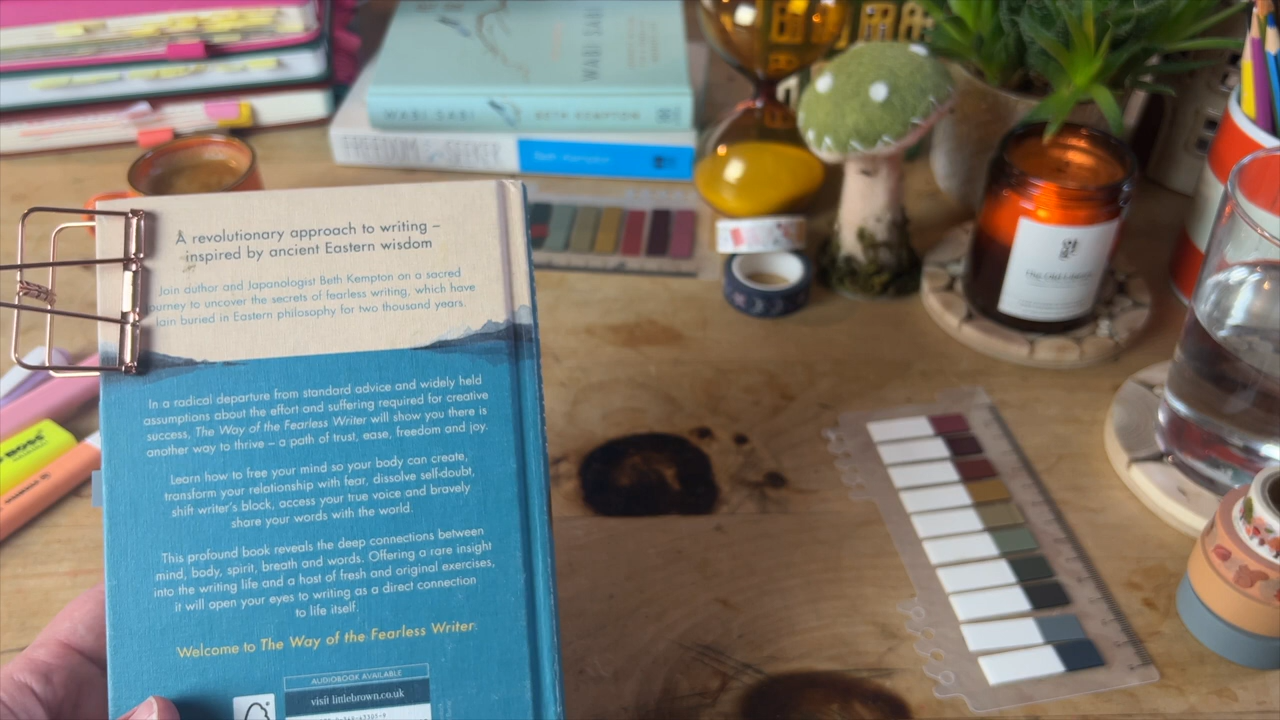 WABI SABI
WABI SABI
BETH KEMPTON
FREEDOM SEEKER
Beth Kempton
A revolutionary approach to writing –
inspired by ancient Eastern wisdom
Join author and Japanologist Beth Kempton on a sacred
journey to uncover the secrets of fearless writing, which have
lain buried in Eastern philosophy for two thousand years.
In a radical departure from standard advice and widely held
assumptions about the effort and suffering required for creative
success, The Way of the Fearless Writer will show you there is
another way to thrive – a path of trust, ease, freedom and joy.
Learn how to free your mind so your body can create,
transform your relationship with fear, dissolve self-doubt,
shift writer's block, access your true voice and bravely
share your words with the world.
This profound book reveals the deep connections between
mind, body, spirit, breath and words. Offering a rare insight
into the writing life and a host of fresh and original exercises,
it will open your eyes to writing as a direct connection
to life itself.
Welcome to The Way of the Fearless Writer.
AUDIOBOOK AVAILABLE
visit littlebrown.co.uk
BOSS